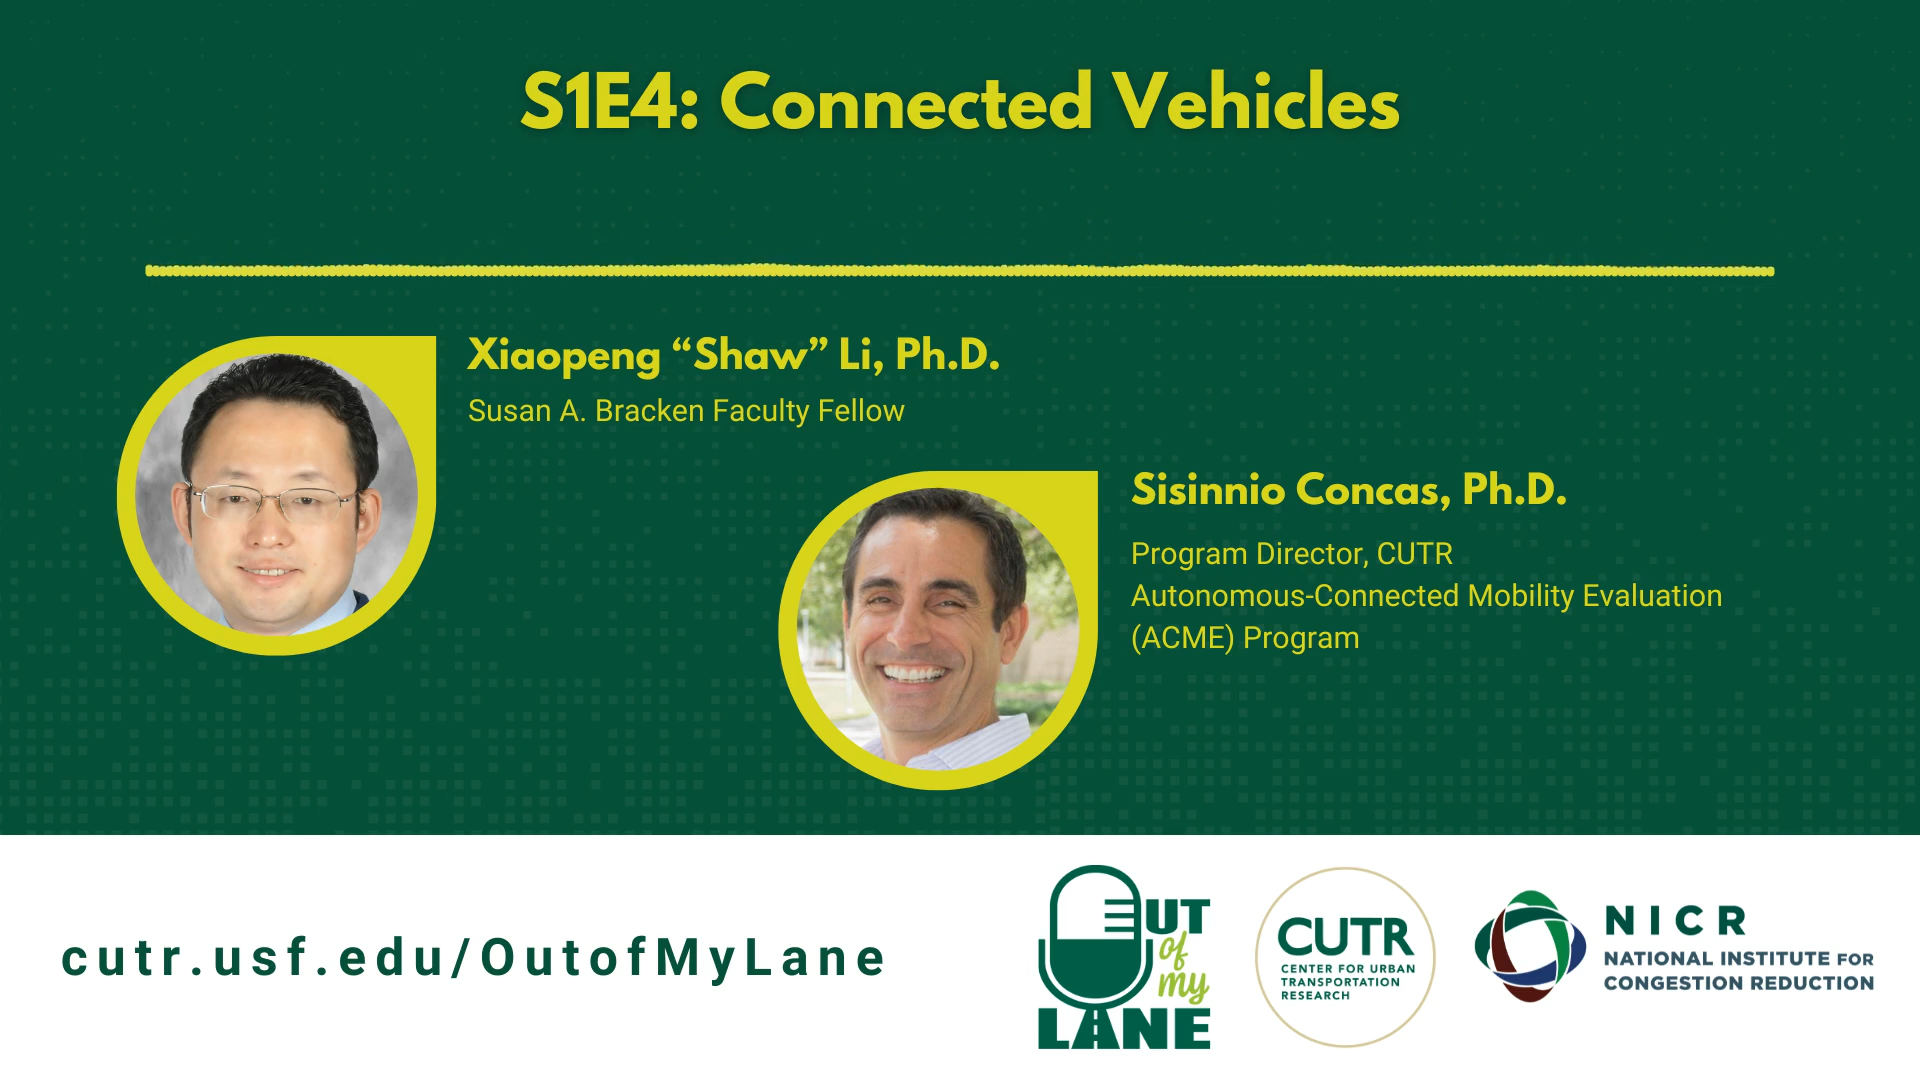 S1E4: Connected Vehicles
Xiaopeng “Shaw” Li, Ph.D.
Susan A. Bracken Faculty Fellow
Sisinnio Concas, Ph.D.
Program Director, CUTR
Autonomous-Connected Mobility Evaluation
(ACME) Program
cutr.usf.edu/OutofMyLane
OUT
of
my
LANE
CUTR
CENTER FOR URBAN
TRANSPORTATION
RESEARCH
NICR
NATIONAL INSTITUTE FOR
CONGESTION REDUCTION